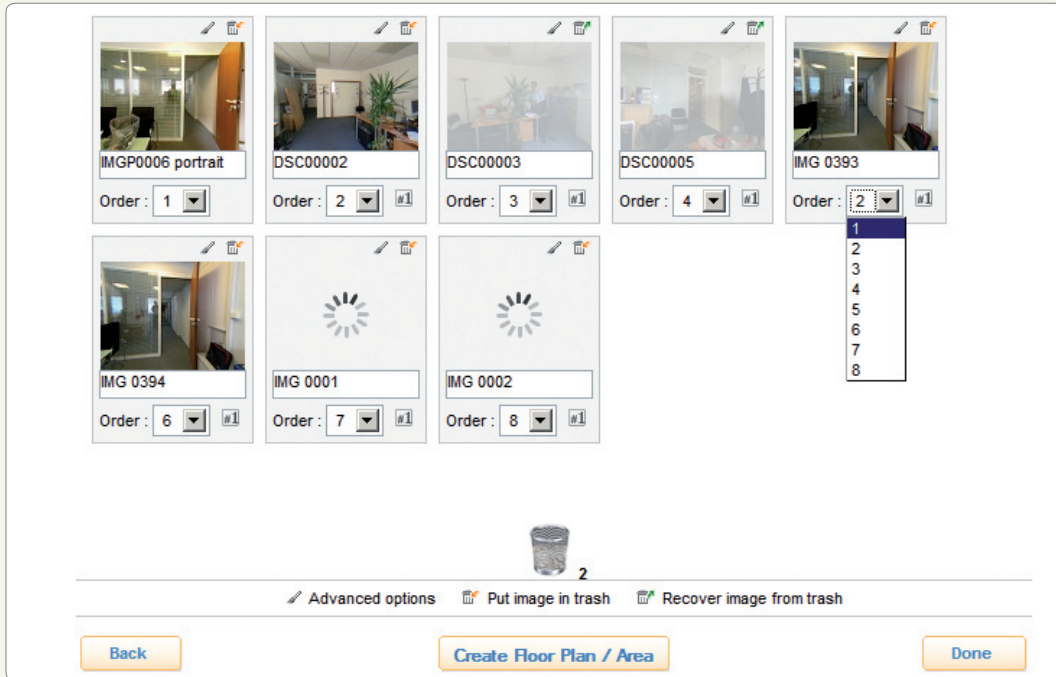 IMGP0006 portrait
DSC00002
DSC00003
DSC00005
IMG 0393
Order : 1
Order : 2 #1
Order : 3 #1
Order : 4 #1
Order : 2 #1
1
2
3
4
5
6
7
8
IMG 0394
IMG 0001
IMG 0002
Order : 6 #1
Order : 7 #1
Order : 8 #1
2
Advanced options Put image in trash Recover image from trash
Back Create Floor Plan / Area Done